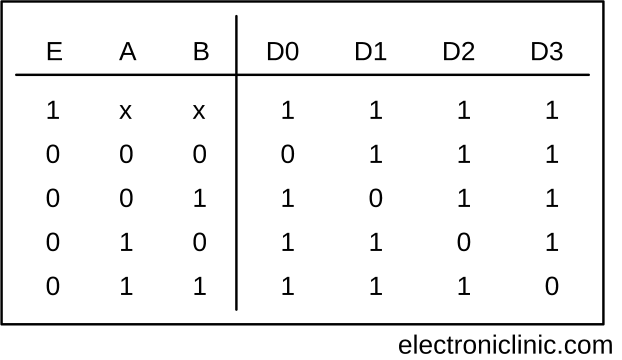 E A B D0 D1 D2 D3
1 x x 1 1 1 1
0 0 0 0 1 1 1
0 0 1 1 0 1 1
0 1 0 1 1 0 1
0 1 1 1 1 1 0
electroniclinic.com